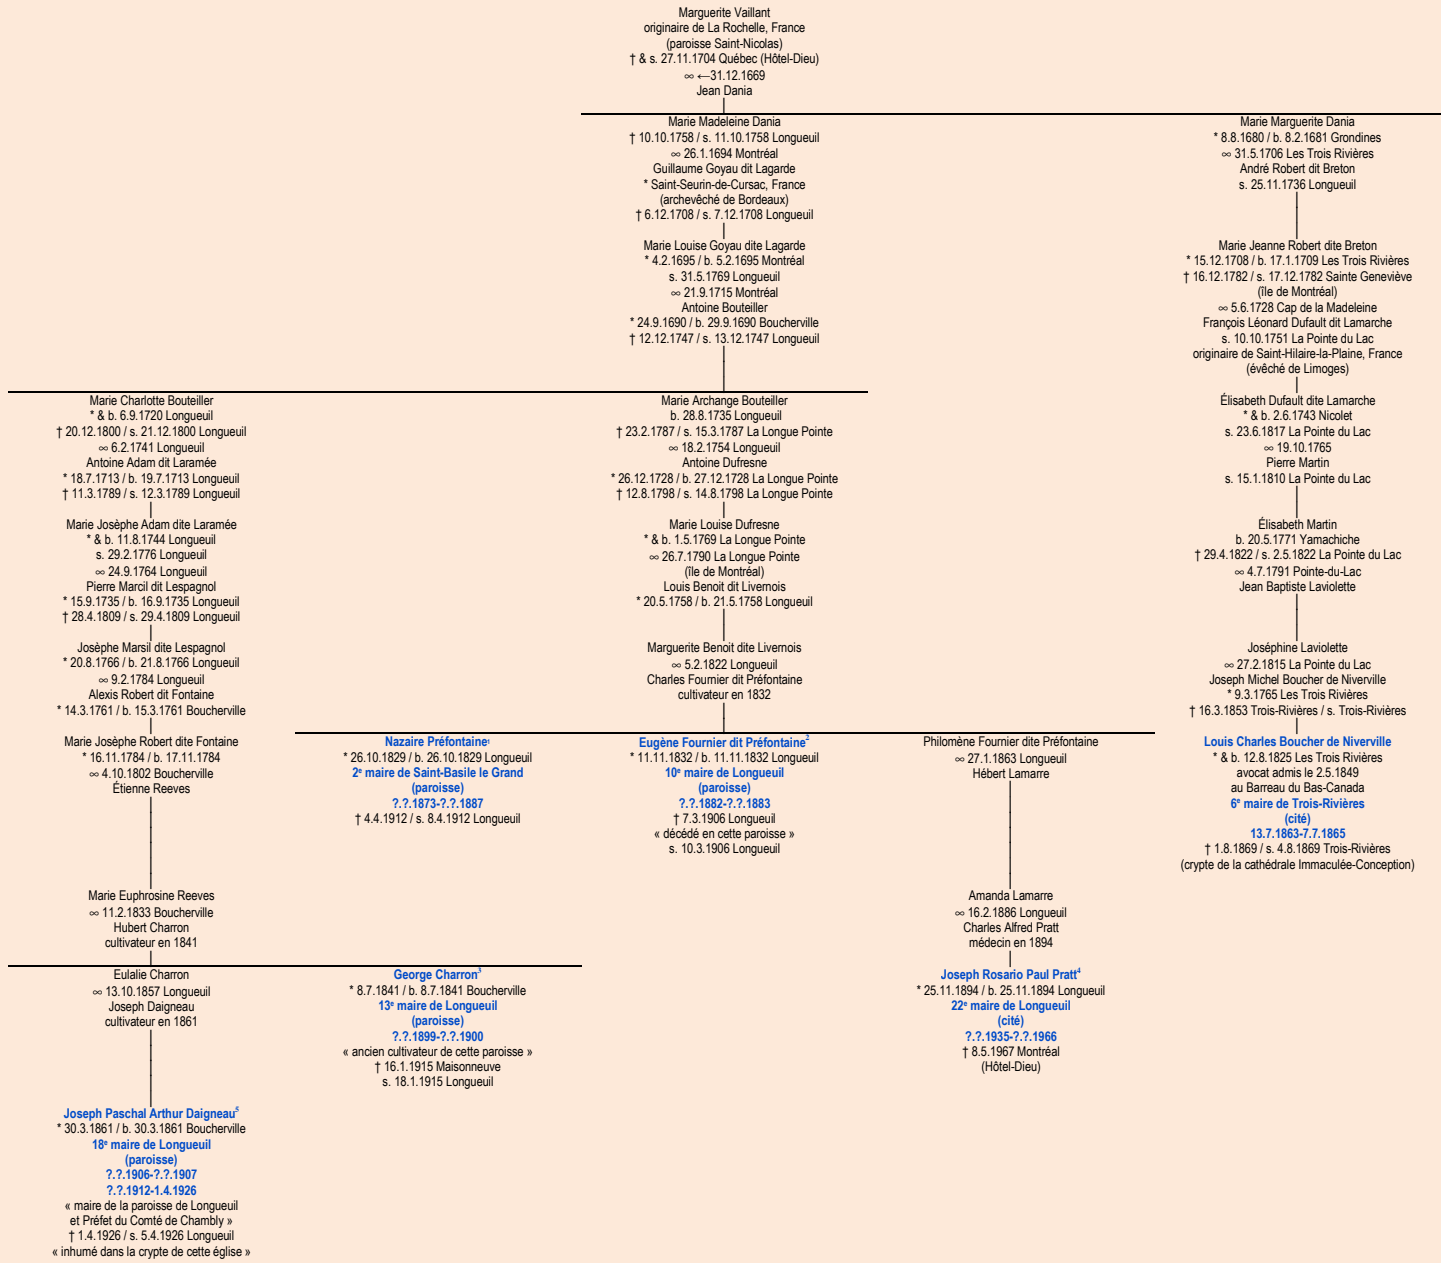 Marguerite Vaillant
originaire de La Rochelle, France
(paroisse Saint-Nicolas)
† & s. 27.11.1704 Québec (Hôtel-Dieu)
∞ ←31.12.1669
Jean Dania
Marie Madeleine Dania
† 10.10.1758 / s. 11.10.1758 Longueuil
∞ 26.1.1694 Montréal
Guillaume Goyau dit Lagarde
* Saint-Seurin-de-Cursac, France
(archevêché de Bordeaux)
† 6.12.1708 / s. 7.12.1708 Longueuil
Marie Marguerite Dania
* 8.8.1680 / b. 8.2.1681 Grondines
∞ 31.5.1706 Les Trois Rivières
André Robert dit Breton
s. 25.11.1736 Longueuil
Marie Louise Goyau dite Lagarde
* 4.2.1695 / b. 5.2.1695 Montréal
s. 31.5.1769 Longueuil
∞ 21.9.1715 Montréal
Antoine Bouteiller
* 24.9.1690 / b. 29.9.1690 Boucherville
† 12.12.1747 / s. 13.12.1747 Longueuil
Marie Jeanne Robert dite Breton
* 15.12.1708 / b. 17.1.1709 Les Trois Rivières
† 16.12.1782 / s. 17.12.1782 Sainte Geneviève
(île de Montréal)
∞ 5.6.1728 Cap de la Madeleine
François Léonard Dufault dit Lamarche
s. 10.10.1751 La Pointe du Lac
originaire de Saint-Hilaire-la-Plaine, France
(évêché de Limoges)
Marie Charlotte Bouteiller
* & b. 6.9.1720 Longueuil
† 20.12.1800 / s. 21.12.1800 Longueuil
∞ 6.2.1741 Longueuil
Antoine Adam dit Laramée
* 18.7.1713 / b. 19.7.1713 Longueuil
† 11.3.1789 / s. 12.3.1789 Longueuil
Marie Archange Bouteiller
b. 28.8.1735 Longueuil
† 23.2.1787 / s. 15.3.1787 La Longue Pointe
∞ 18.2.1754 Longueuil
Antoine Dufresne
* 26.12.1728 / b. 27.12.1728 La Longue Pointe
† 12.8.1798 / s. 14.8.1798 La Longue Pointe
Élisabeth Dufault dite Lamarche
* & b. 2.6.1743 Nicolet
s. 23.6.1817 La Pointe du Lac
∞ 19.10.1765
Pierre Martin
s. 15.1.1810 La Pointe du Lac
Marie Josèphe Adam dite Laramée
* & b. 11.8.1744 Longueuil
s. 29.2.1776 Longueuil
∞ 24.9.1764 Longueuil
Pierre Marcil dit Lespagnol
* 15.9.1735 / b. 16.9.1735 Longueuil
† 28.4.1809 / s. 29.4.1809 Longueuil
Marie Louise Dufresne
* & b. 1.5.1769 La Longue Pointe
∞ 26.7.1790 La Longue Pointe
(île de Montréal)
Louis Benoit dit Livernois
* 20.5.1758 / b. 21.5.1758 Longueuil
Élisabeth Martin
b. 20.5.1771 Yamachiche
† 29.4.1822 / s. 2.5.1822 La Pointe du Lac
∞ 4.7.1791 Pointe-du-Lac
Jean Baptiste Laviolette
Josèphe Marsil dite Lespagnol
* 20.8.1766 / b. 21.8.1766 Longueuil
∞ 9.2.1784 Longueuil
Alexis Robert dit Fontaine
* 14.3.1761 / b. 15.3.1761 Boucherville
Marguerite Benoit dite Livernois
∞ 5.2.1822 Longueuil
Charles Fournier dit Préfontaine
cultivateur en 1832
Joséphine Laviolette
∞ 27.2.1815 La Pointe du Lac
Joseph Michel Boucher de Niverville
* 9.3.1765 Les Trois Rivières
† 16.3.1853 Trois-Rivières / s. Trois-Rivières
Marie Josèphe Robert dite Fontaine
* 16.11.1784 / b. 17.11.1784
∞ 4.10.1802 Boucherville
Étienne Reeves
Nazaire Préfontaine¹
* 26.10.1829 / b. 26.10.1829 Longueuil
2e maire de Saint-Basile le Grand
(paroisse)
?.?.1873-?.?.1887
† 4.4.1912 / s. 8.4.1912 Longueuil
Eugène Fournier dit Préfontaine²
* 11.11.1832 / b. 11.11.1832 Longueuil
10e maire de Longueuil
(paroisse)
?.?.1882-?.?.1883
† 7.3.1906 Longueuil
« décédé en cette paroisse »
s. 10.3.1906 Longueuil
Philomène Fournier dite Préfontaine
∞ 27.1.1863 Longueuil
Hébert Lamarre
Louis Charles Boucher de Niverville
* & b. 12.8.1825 Les Trois Rivières
avocat admis le 2.5.1849
au Barreau du Bas-Canada
6e maire de Trois-Rivières
(cité)
13.7.1863-7.7.1865
† 1.8.1869 / s. 4.8.1869 Trois-Rivières
(crypte de la cathédrale Immaculée-Conception)
Marie Euphrosine Reeves
∞ 11.2.1833 Boucherville
Hubert Charron
cultivateur en 1841
Amanda Lamarre
∞ 16.2.1886 Longueuil
Charles Alfred Pratt
médecin en 1894
Eulalie Charron
∞ 13.10.1857 Longueuil
Joseph Daigneau
cultivateur en 1861
George Charron³
* 8.7.1841 / b. 8.7.1841 Boucherville
13e maire de Longueuil
(paroisse)
?.?.1899-?.?.1900
« ancien cultivateur de cette paroisse »
† 16.1.1915 Maisonneuve
s. 18.1.1915 Longueuil
Joseph Rosario Paul Pratt⁴
* 25.11.1894 / b. 25.11.1894 Longueuil
22e maire de Longueuil
(cité)
?.?.1935-?.?.1966
† 8.5.1967 Montréal
(Hôtel-Dieu)
Joseph Paschal Arthur Daigneau⁵
* 30.3.1861 / b. 30.3.1861 Boucherville
18e maire de Longueuil
(paroisse)
?.?.1906-?.?.1907
?.?.1912-1.4.1926
« maire de la paroisse de Longueuil
et Préfet du Comté de Chambly »
† 1.4.1926 / s. 5.4.1926 Longueuil
« inhumé dans la crypte de cette église »